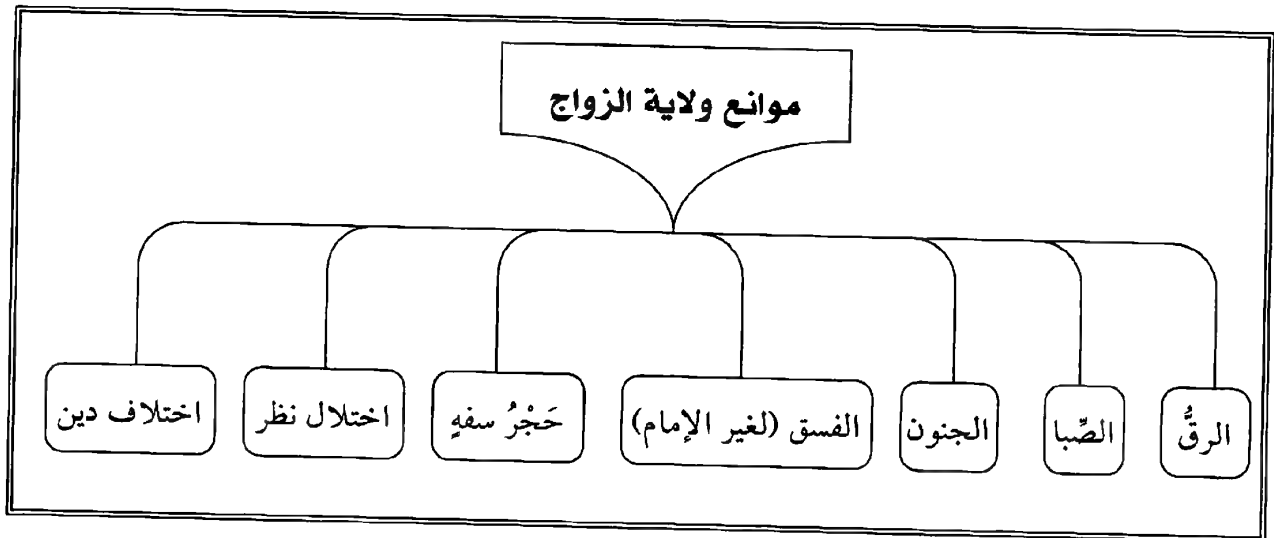 موانع ولاية الزواج
الرقُّ
الصِّبا
الجنون
الفسق (لغير الإمام)
حَجْرُ سفهٍ
اختلال نظر
اختلاف دين